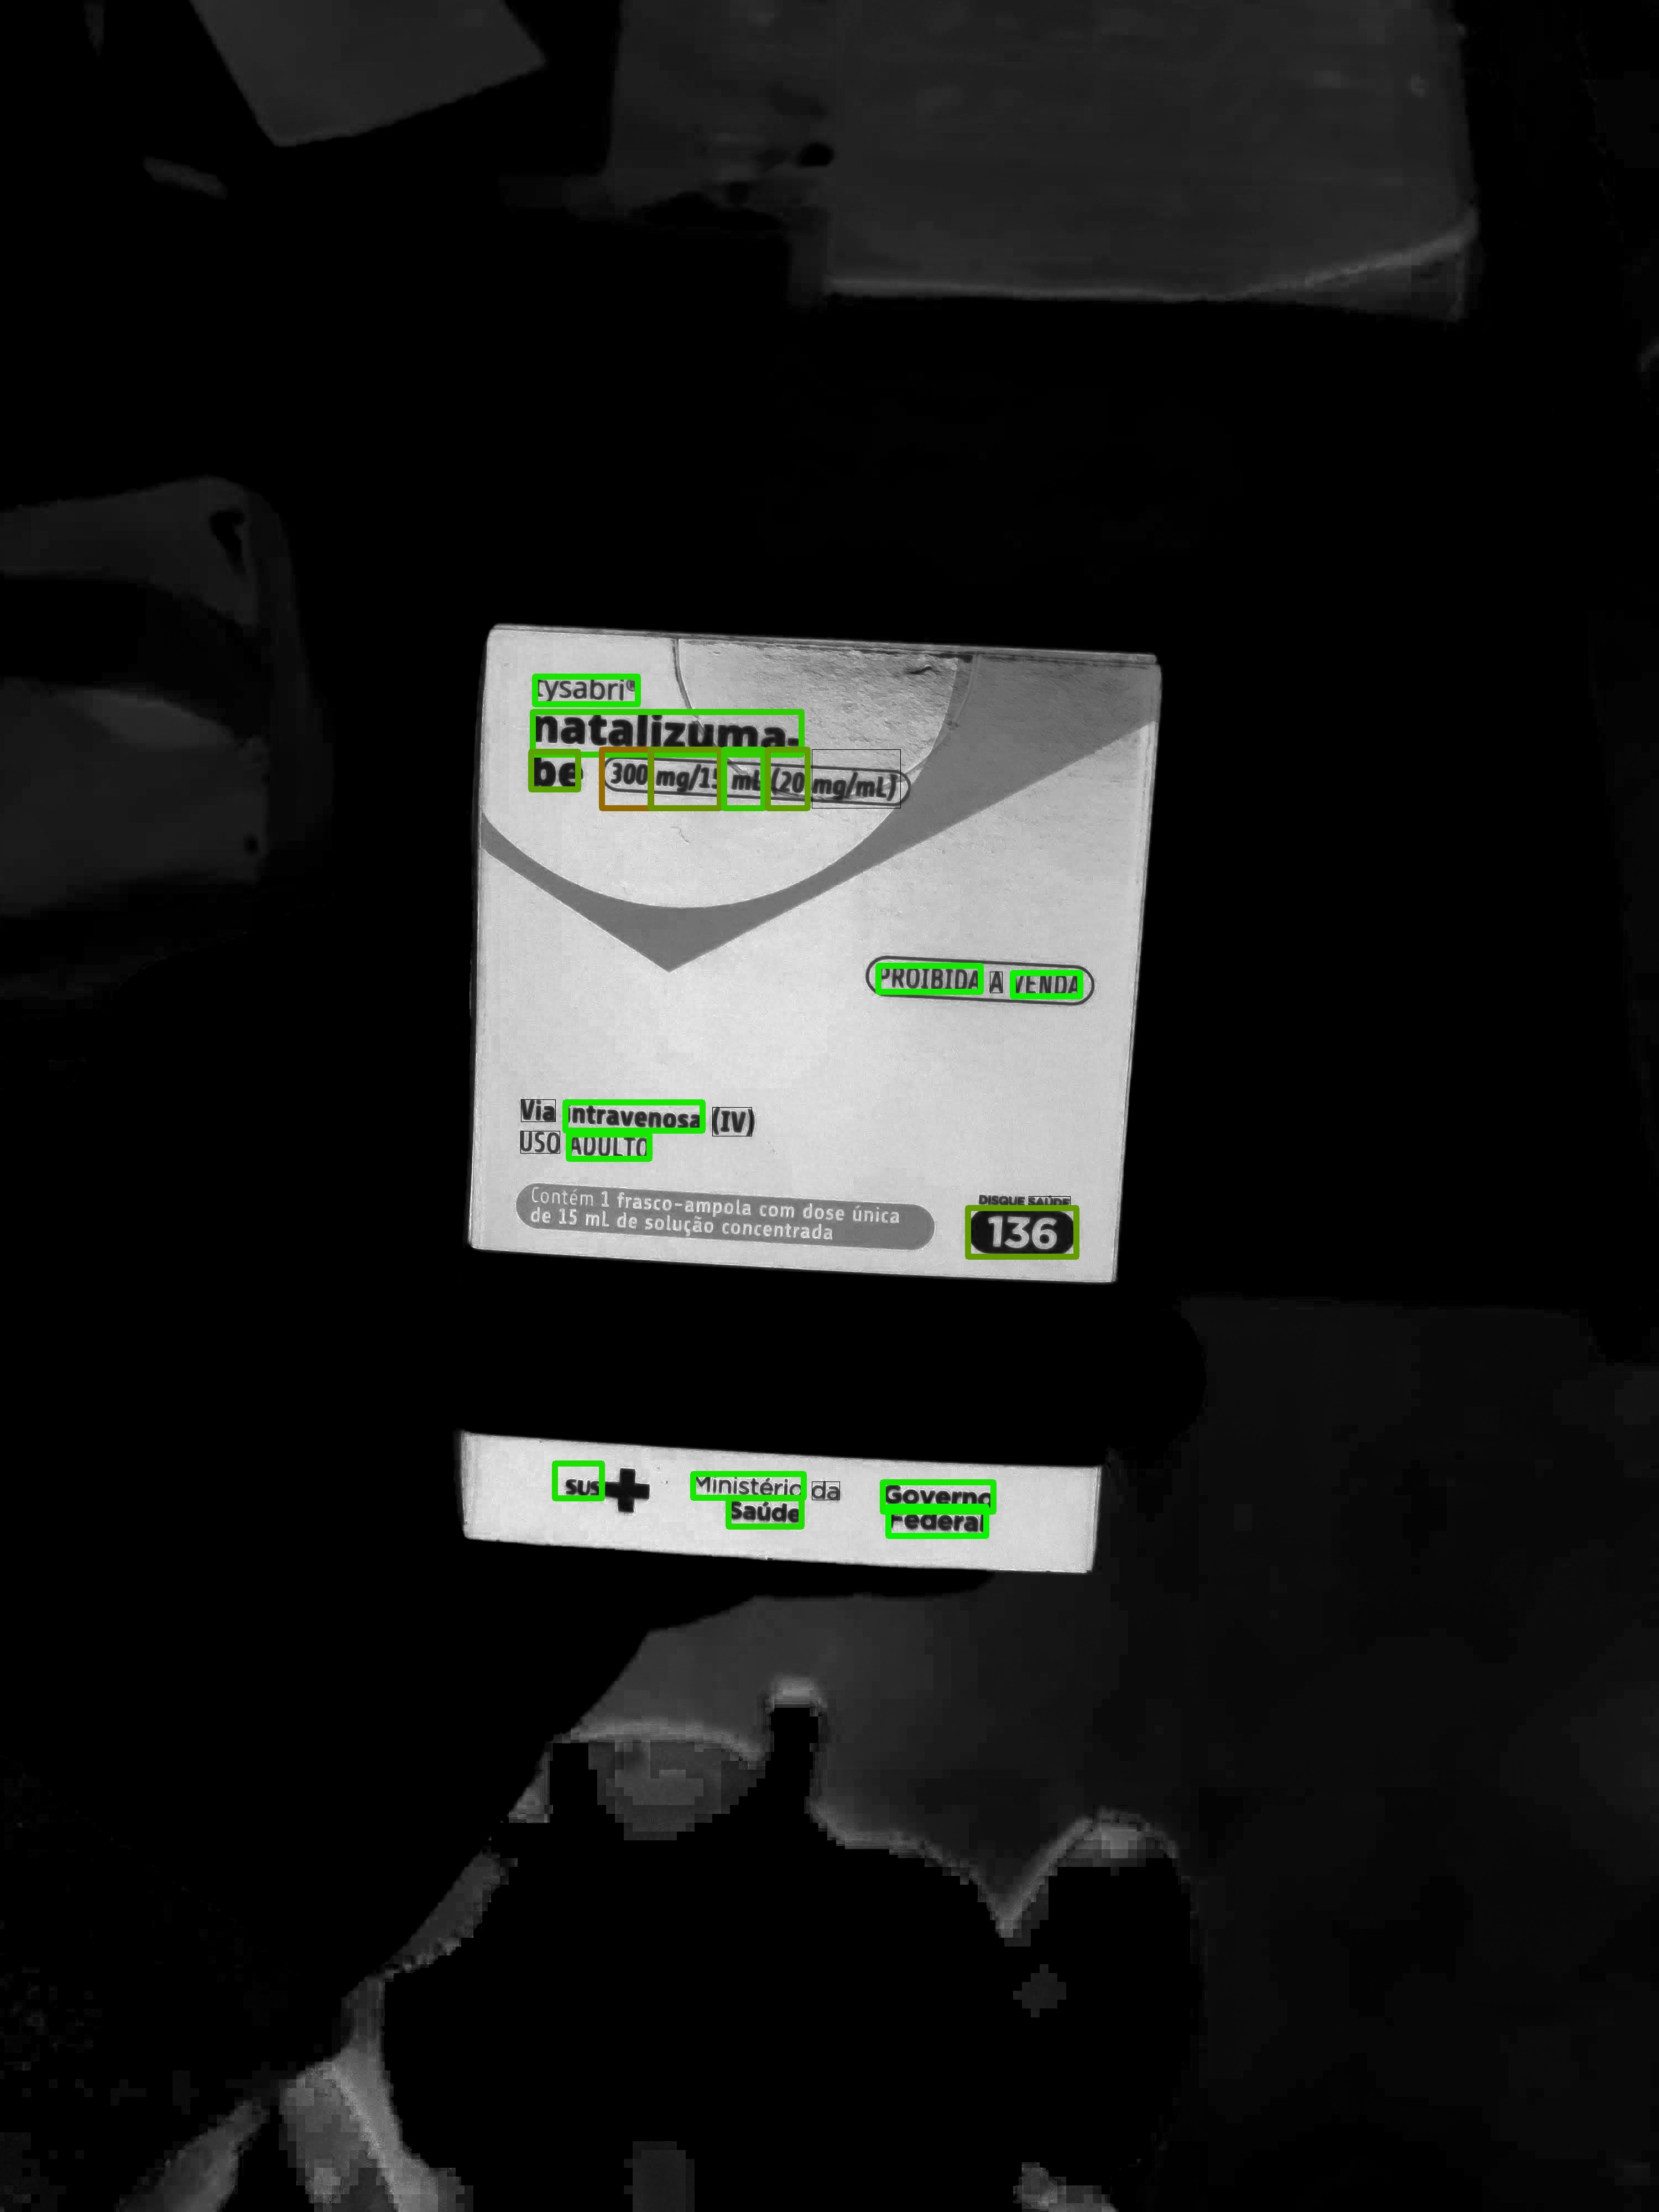 tysabri®
natalizuma-
be 300 mg/15 mL (20 mg/mL)
PROIBIDA A VENDA
Via intravenosa (IV)
USO ADULTO
Contém 1 frasco-ampola com dose única
de 15 mL de solução concentrada
DISQUE SAÚDE
136
SUS
Ministério da
Saúde
Governo
Federal